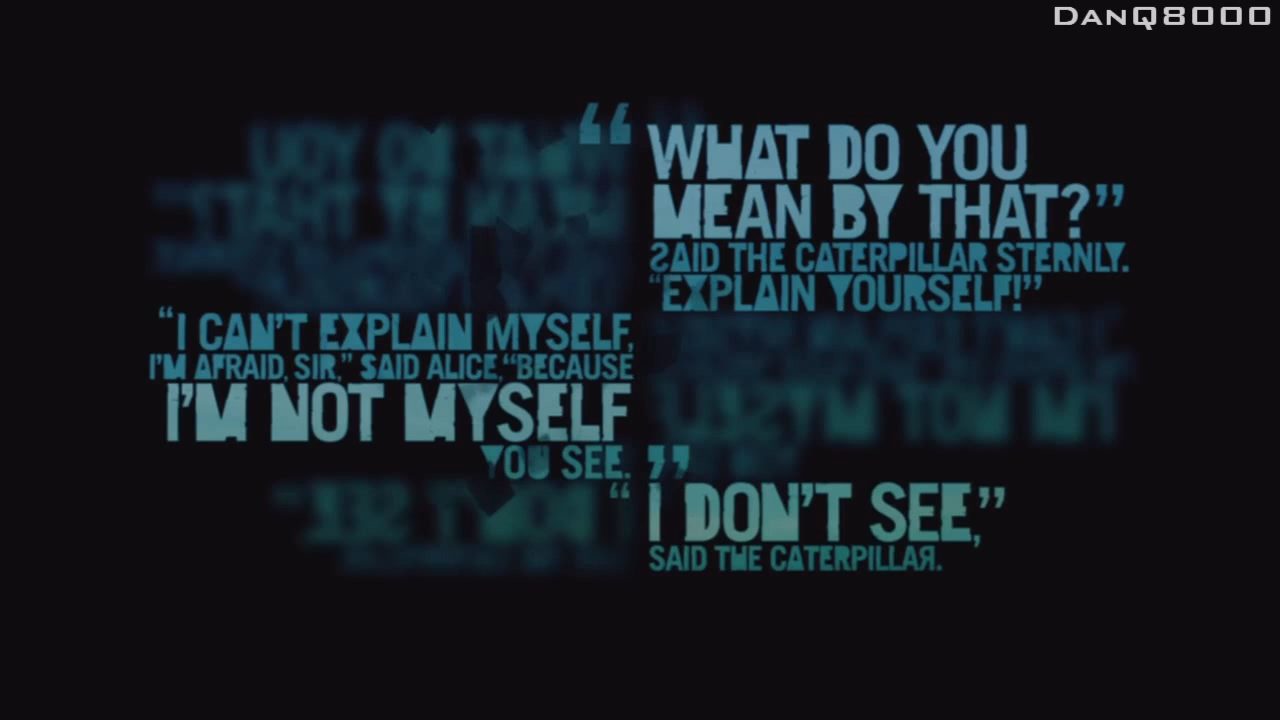 DANQ8000
“WHAT DO YOU
MEAN BY THAT?”
SAID THE CATERPILLAR STERNLY.
“EXPLAIN YOURSELF!”
“I CAN'T EXPLAIN MYSELF,
I'M AFRAID, SIR,” SAID ALICE, “BECAUSE
I'M NOT MYSELF
YOU SEE.”
“I DON'T SEE,”
SAID THE CATERPILLAR.